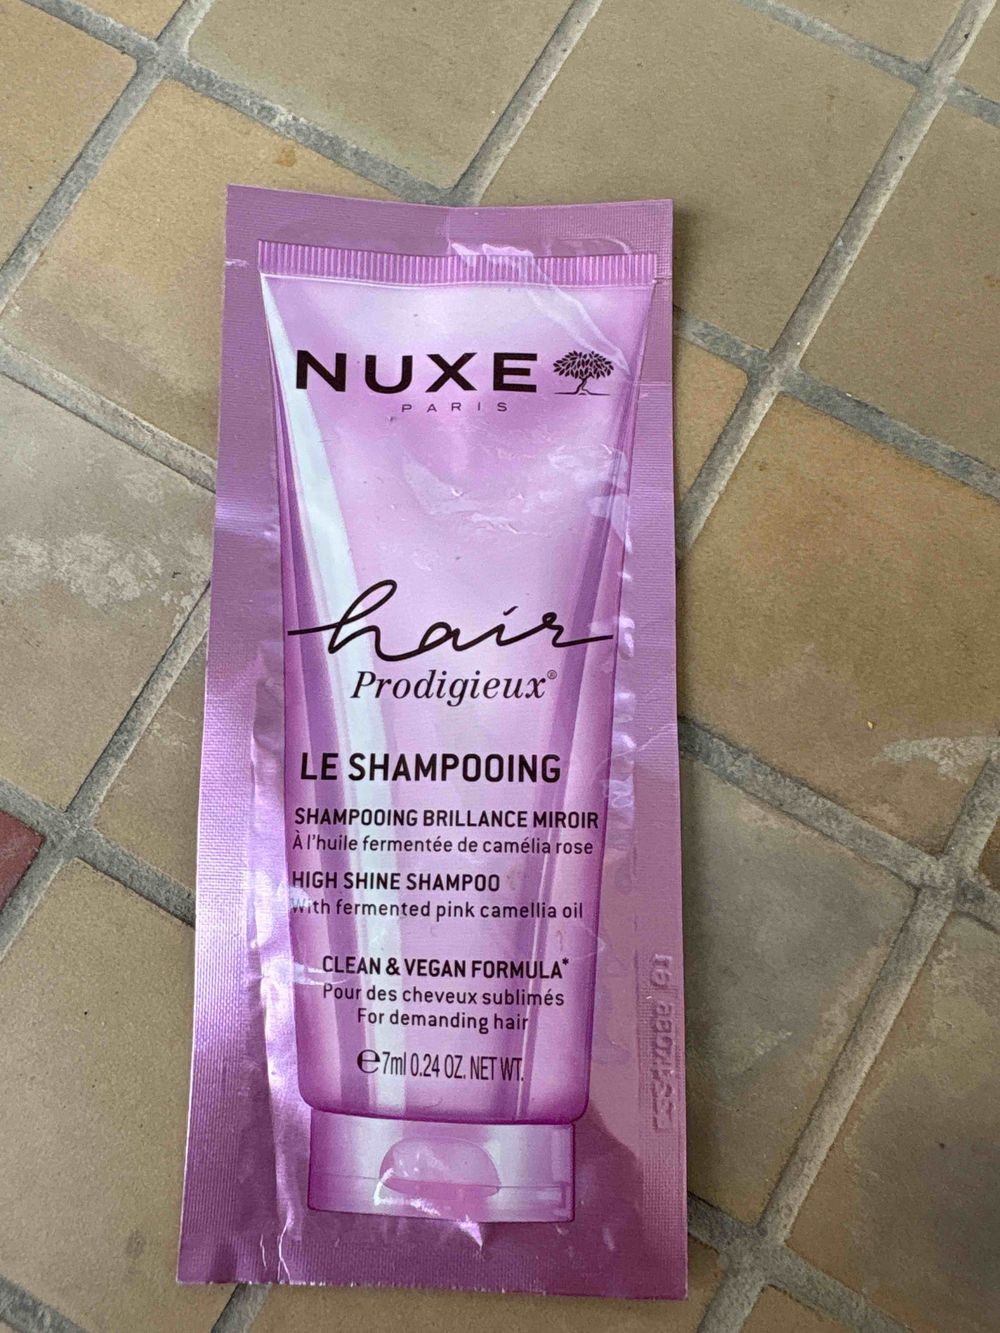 NUXE
PARIS
hair
Prodigieux®
LE SHAMPOOING
SHAMPOOING BRILLANCE MIROIR
À l'huile fermentée de camélia rose
HIGH SHINE SHAMPOO
With fermented pink camellia oil
CLEAN & VEGAN FORMULA*
Pour des cheveux sublimés
For demanding hair
℮7ml 0.24 OZ. NET WT.